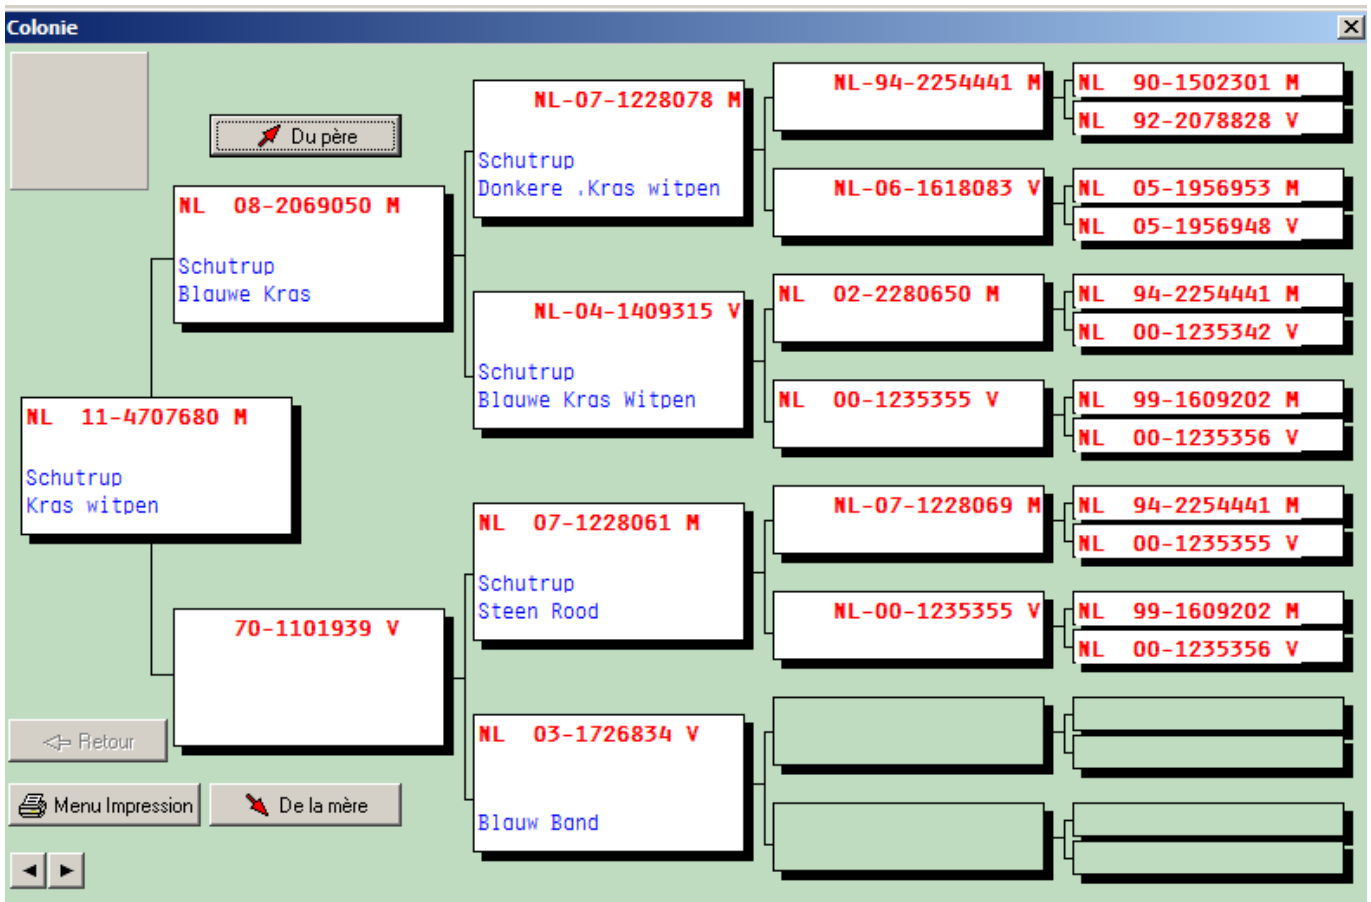 Colonie
Du père
NL 08-2069050 M
Schutrup
Blauwe Kras
NL 11-4707680 M
Schutrup
Kras witpen
70-1101939 V
Retour
Menu Impression
De la mère
NL-07-1228078 M
Schutrup
Donkere .Kras witpen
NL-04-1409315 V
Schutrup
Blauwe Kras Witpen
NL 07-1228061 M
Schutrup
Steen Rood
NL 03-1726834 V
Blauw Band
NL-94-2254441 M
NL-06-1618083 V
NL 02-2280650 M
NL 00-1235355 V
NL-07-1228069 M
NL-00-1235355 V
NL 90-1502301 M
NL 92-2078828 V
NL 05-1956953 M
NL 05-1956948 V
NL 94-2254441 M
NL 00-1235342 V
NL 99-1609202 M
NL 00-1235356 V
NL 94-2254441 M
NL 00-1235355 V
NL 99-1609202 M
NL 00-1235356 V